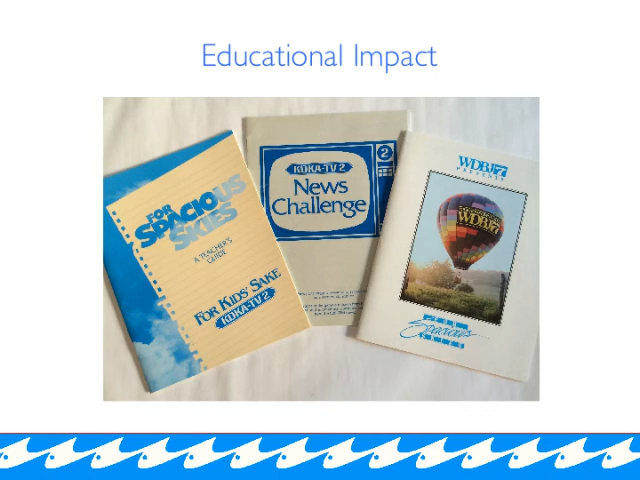 Educational Impact
FOR
SPACIOUS
SKIES
A TEACHER'S
GUIDE
FOR KIDS' SAKE
KDKA-TV 2
2
KDKA-TV 2
News
Challenge
WDBJ7
PRESENTS
WDBJ7
Spacious